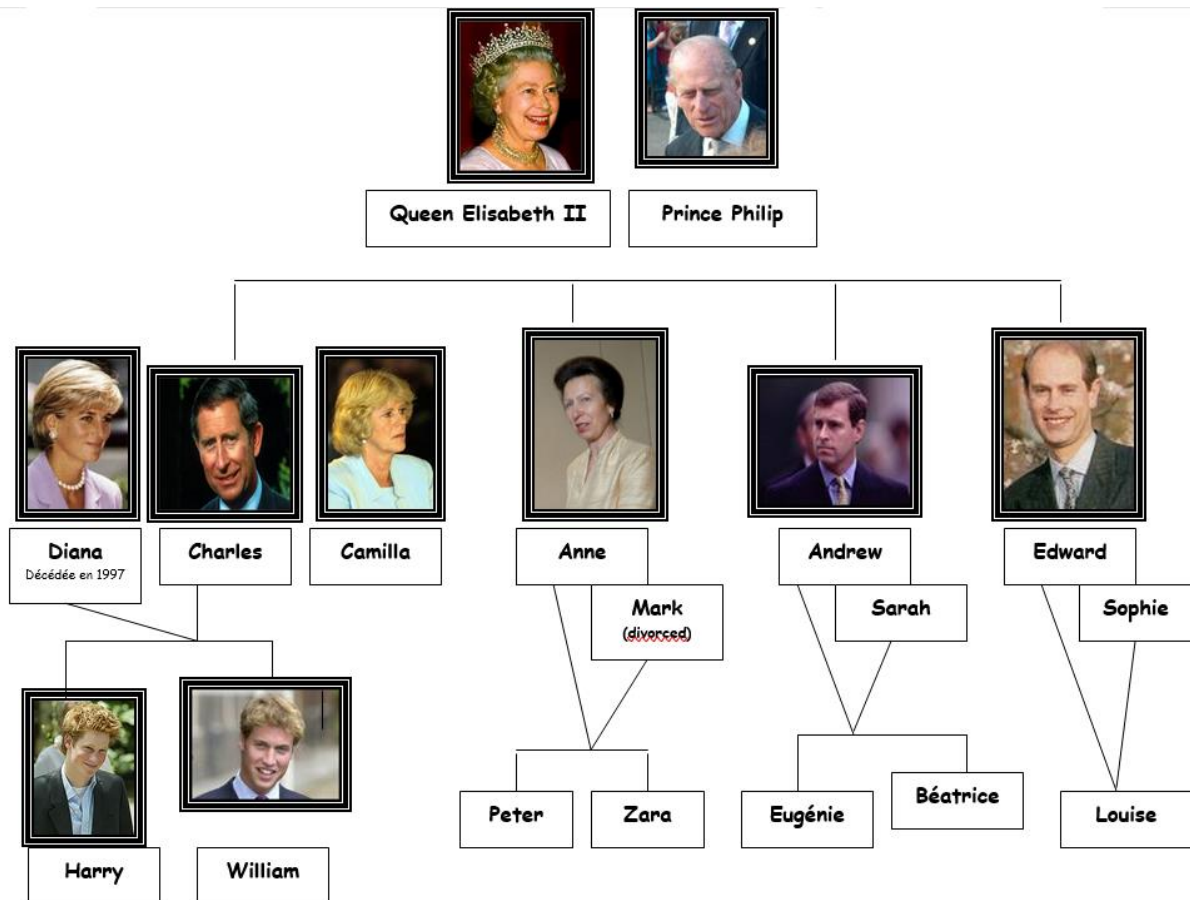 Queen Elisabeth II
Prince Philip
Diana
Décédée en 1997
Charles
Camilla
Anne
Mark
(divorced)
Andrew
Sarah
Edward
Sophie
Harry
William
Peter
Zara
Eugénie
Béatrice
Louise